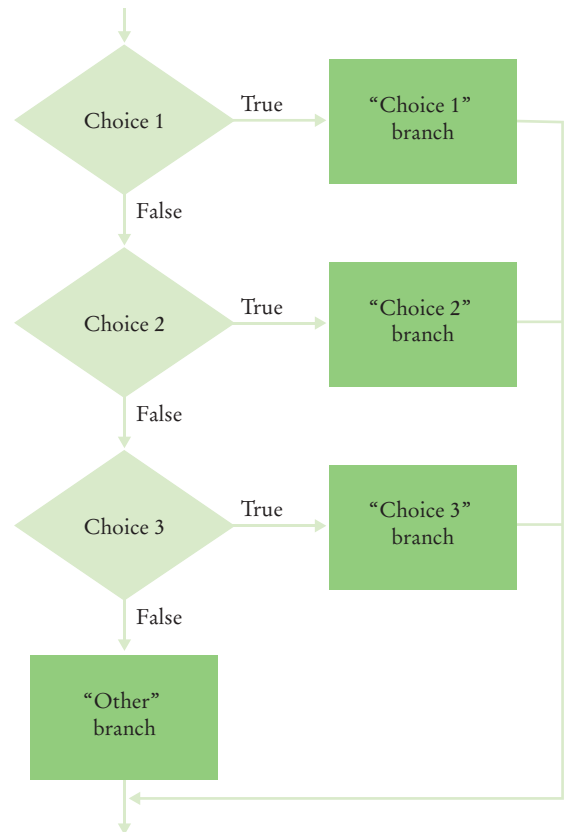 Choice 1
True
“Choice 1”
branch
False
Choice 2
True
“Choice 2”
branch
False
Choice 3
True
“Choice 3”
branch
False
“Other”
branch